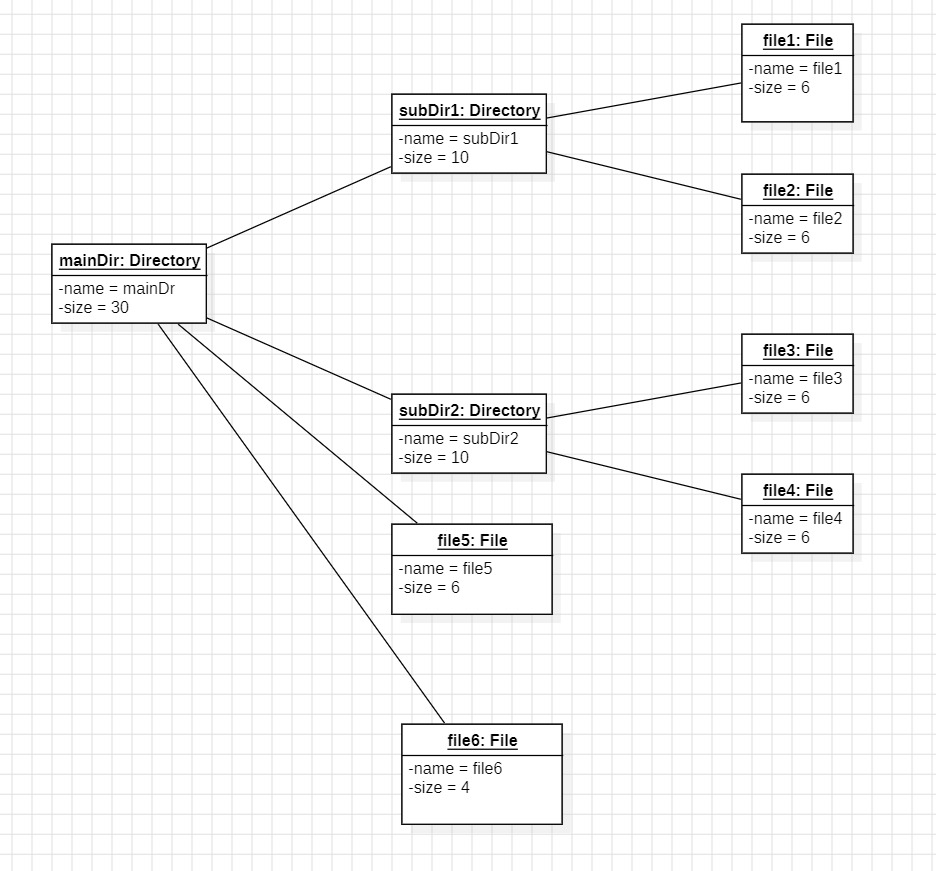 file1: File
-name = file1
-size = 6
subDir1: Directory
-name = subDir1
-size = 10
file2: File
-name = file2
-size = 6
mainDir: Directory
-name = mainDr
-size = 30
file3: File
-name = file3
-size = 6
subDir2: Directory
-name = subDir2
-size = 10
file4: File
-name = file4
-size = 6
file5: File
-name = file5
-size = 6
file6: File
-name = file6
-size = 4